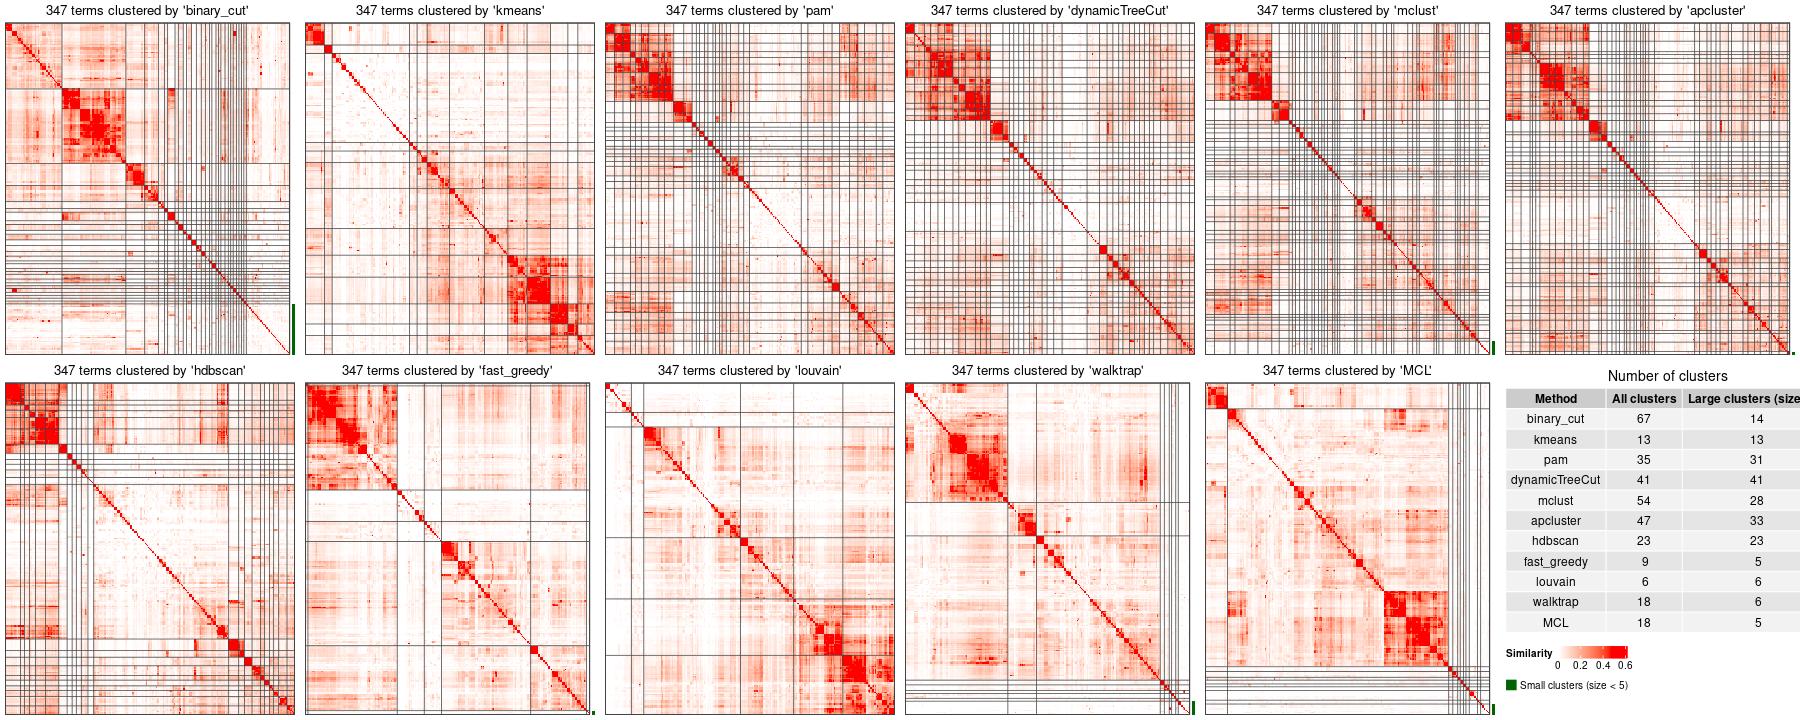 347 terms clustered by 'binary_cut'
347 terms clustered by 'kmeans'
347 terms clustered by 'pam'
347 terms clustered by 'dynamicTreeCut'
347 terms clustered by 'mclust'
347 terms clustered by 'apcluster'
347 terms clustered by 'hdbscan'
347 terms clustered by 'fast_greedy'
347 terms clustered by 'louvain'
347 terms clustered by 'walktrap'
347 terms clustered by 'MCL'
Number of clusters
Method All clusters Large clusters (size
binary_cut 67 14
kmeans 13 13
pam 35 31
dynamicTreeCut 41 41
mclust 54 28
apcluster 47 33
hdbscan 23 23
fast_greedy 9 5
louvain 6 6
walktrap 18 6
MCL 18 5
Similarity
0 0.2 0.4 0.6
Small clusters (size < 5)